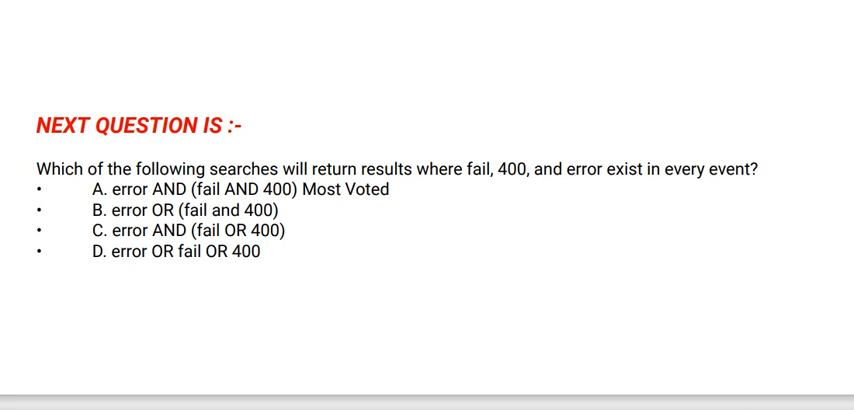 NEXT QUESTION IS :-
Which of the following searches will return results where fail, 400, and error exist in every event?
• A. error AND (fail AND 400) Most Voted
• B. error OR (fail and 400)
• C. error AND (fail OR 400)
• D. error OR fail OR 400